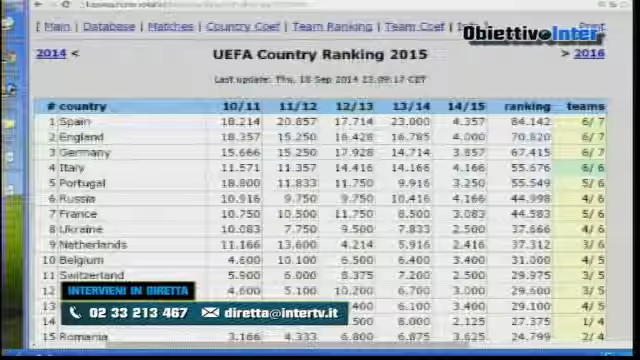 [ Main | Database | Matches | Country Coef | Team Ranking | Team Coef | Print
Obiettivo Inter
2014 < UEFA Country Ranking 2015 > 2016
Last update: Thu, 18 Sep 2014 23:09:17 CET
# country 10/11 11/12 12/13 13/14 14/15 ranking teams
1 Spain 18.214 20.857 17.714 23.000 4.357 84.142 6/ 7
2 England 18.357 15.250 16.428 16.785 4.000 70.820 6/ 7
3 Germany 15.666 15.250 17.928 14.714 3.857 67.415 6/ 7
4 Italy 11.571 11.357 14.416 14.166 4.166 55.676 6/ 6
5 Portugal 18.800 11.833 11.750 9.916 3.250 55.549 5/ 6
6 Russia 10.916 9.750 9.750 10.416 4.166 44.998 4/ 6
7 France 10.750 10.500 11.750 8.500 3.083 44.583 5/ 6
8 Ukraine 10.083 7.750 9.500 7.833 2.500 37.666 4/ 6
9 Netherlands 11.166 13.600 4.214 5.916 2.416 37.312 3/ 6
10 Belgium 4.600 10.100 6.500 6.400 3.400 31.000 4/ 5
11 Switzerland 5.900 6.000 8.375 7.200 2.500 29.975 3/ 5
12 4.600 5.100 10.200 6.700 3.000 29.600 3/ 5
13 .400 6.100 3.400 29.100 4/ 5
.500 8.000 2.125 27.375 1/ 4
15 Romania 3.166 4.333 6.800 6.875 24.799 2/ 4
INTERVIENI IN DIRETTA
02 33 213 467 diretta@intertv.it